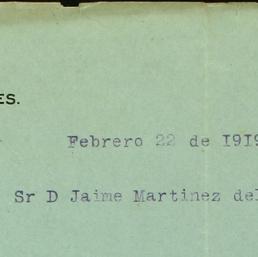 ES.
Febrero 22 de 1919
Sr D Jaime Martinez del